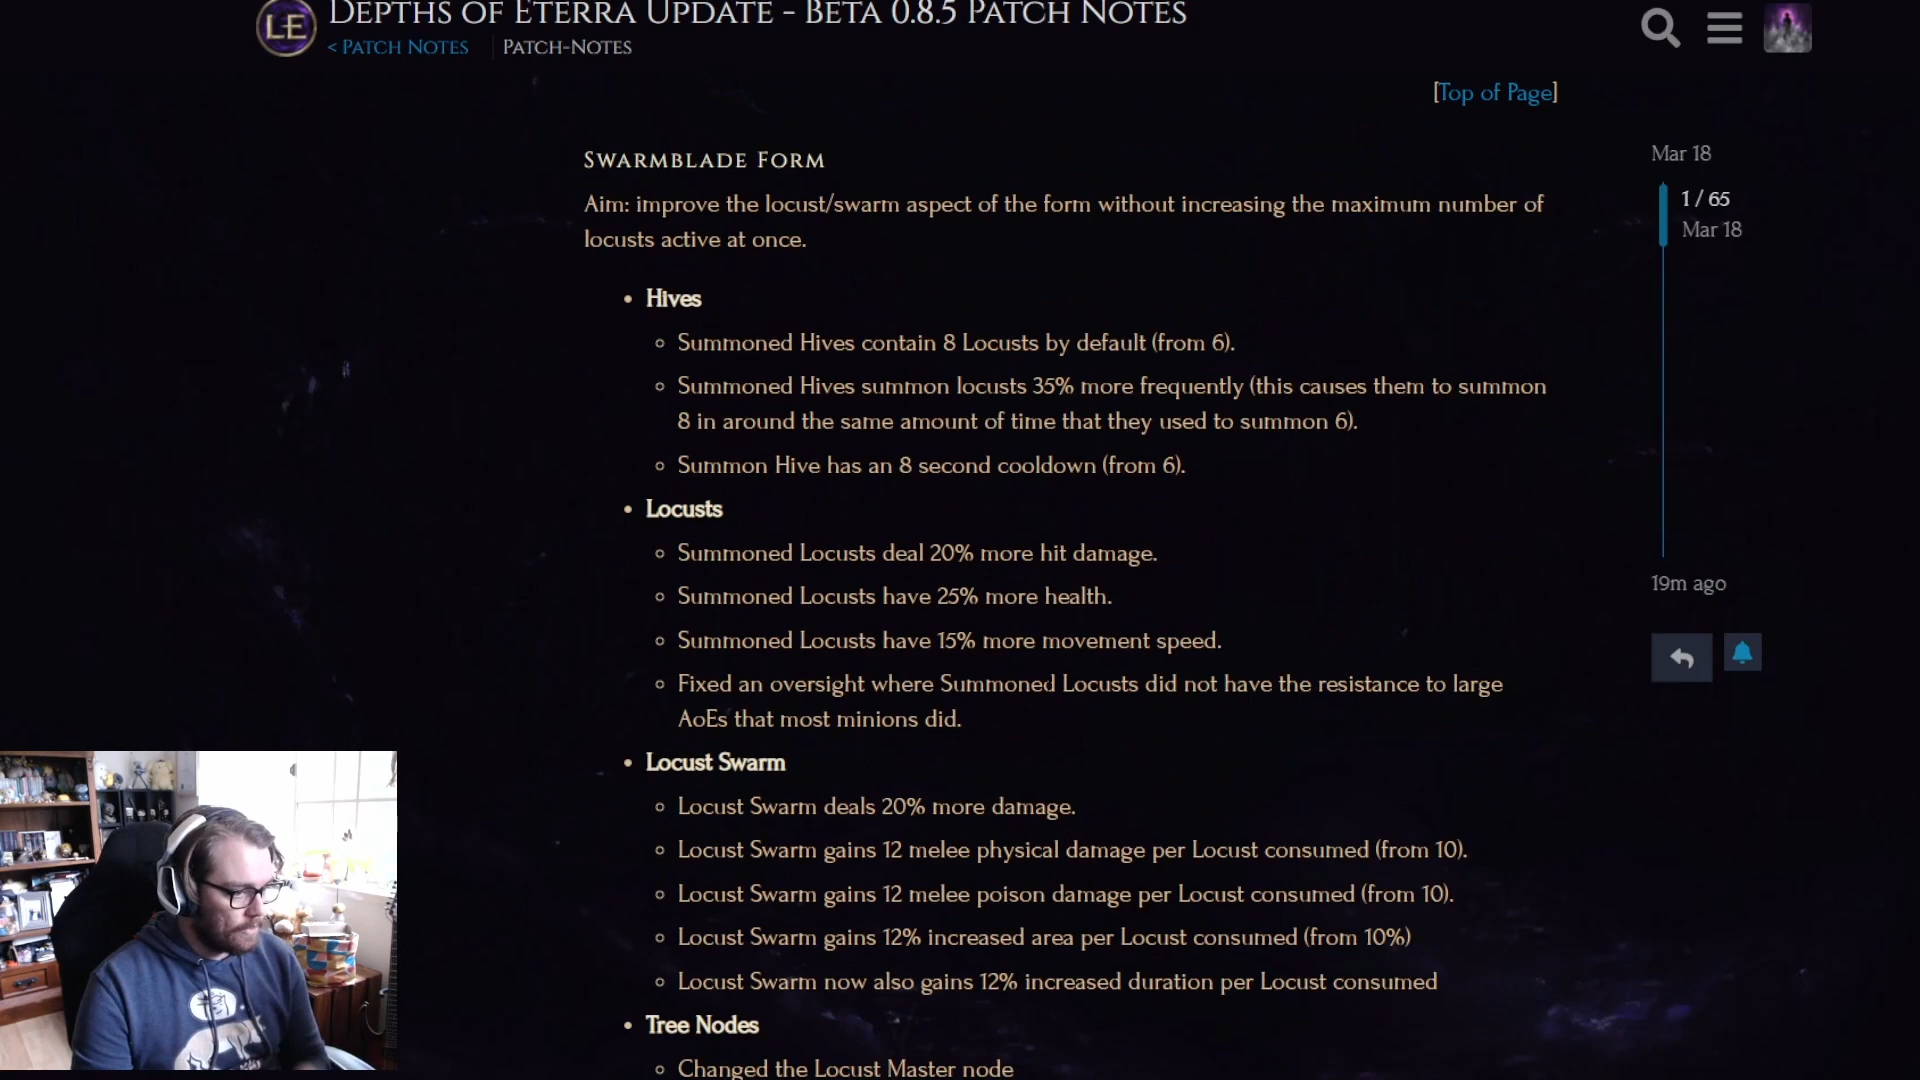 LE
Depths of Eterra Update - Beta 0.8.5 Patch Notes
< Patch Notes
Patch-Notes
[Top of Page]
Swarmblade Form
Aim: improve the locust/swarm aspect of the form without increasing the maximum number of
locusts active at once.
• Hives
◦ Summoned Hives contain 8 Locusts by default (from 6).
◦ Summoned Hives summon locusts 35% more frequently (this causes them to summon
8 in around the same amount of time that they used to summon 6).
◦ Summon Hive has an 8 second cooldown (from 6).
• Locusts
◦ Summoned Locusts deal 20% more hit damage.
◦ Summoned Locusts have 25% more health.
◦ Summoned Locusts have 15% more movement speed.
◦ Fixed an oversight where Summoned Locusts did not have the resistance to large
AoEs that most minions did.
• Locust Swarm
◦ Locust Swarm deals 20% more damage.
◦ Locust Swarm gains 12 melee physical damage per Locust consumed (from 10).
◦ Locust Swarm gains 12 melee poison damage per Locust consumed (from 10).
◦ Locust Swarm gains 12% increased area per Locust consumed (from 10%)
◦ Locust Swarm now also gains 12% increased duration per Locust consumed
• Tree Nodes
◦ Changed the Locust Master node
Mar 18
1 / 65
Mar 18
19m ago